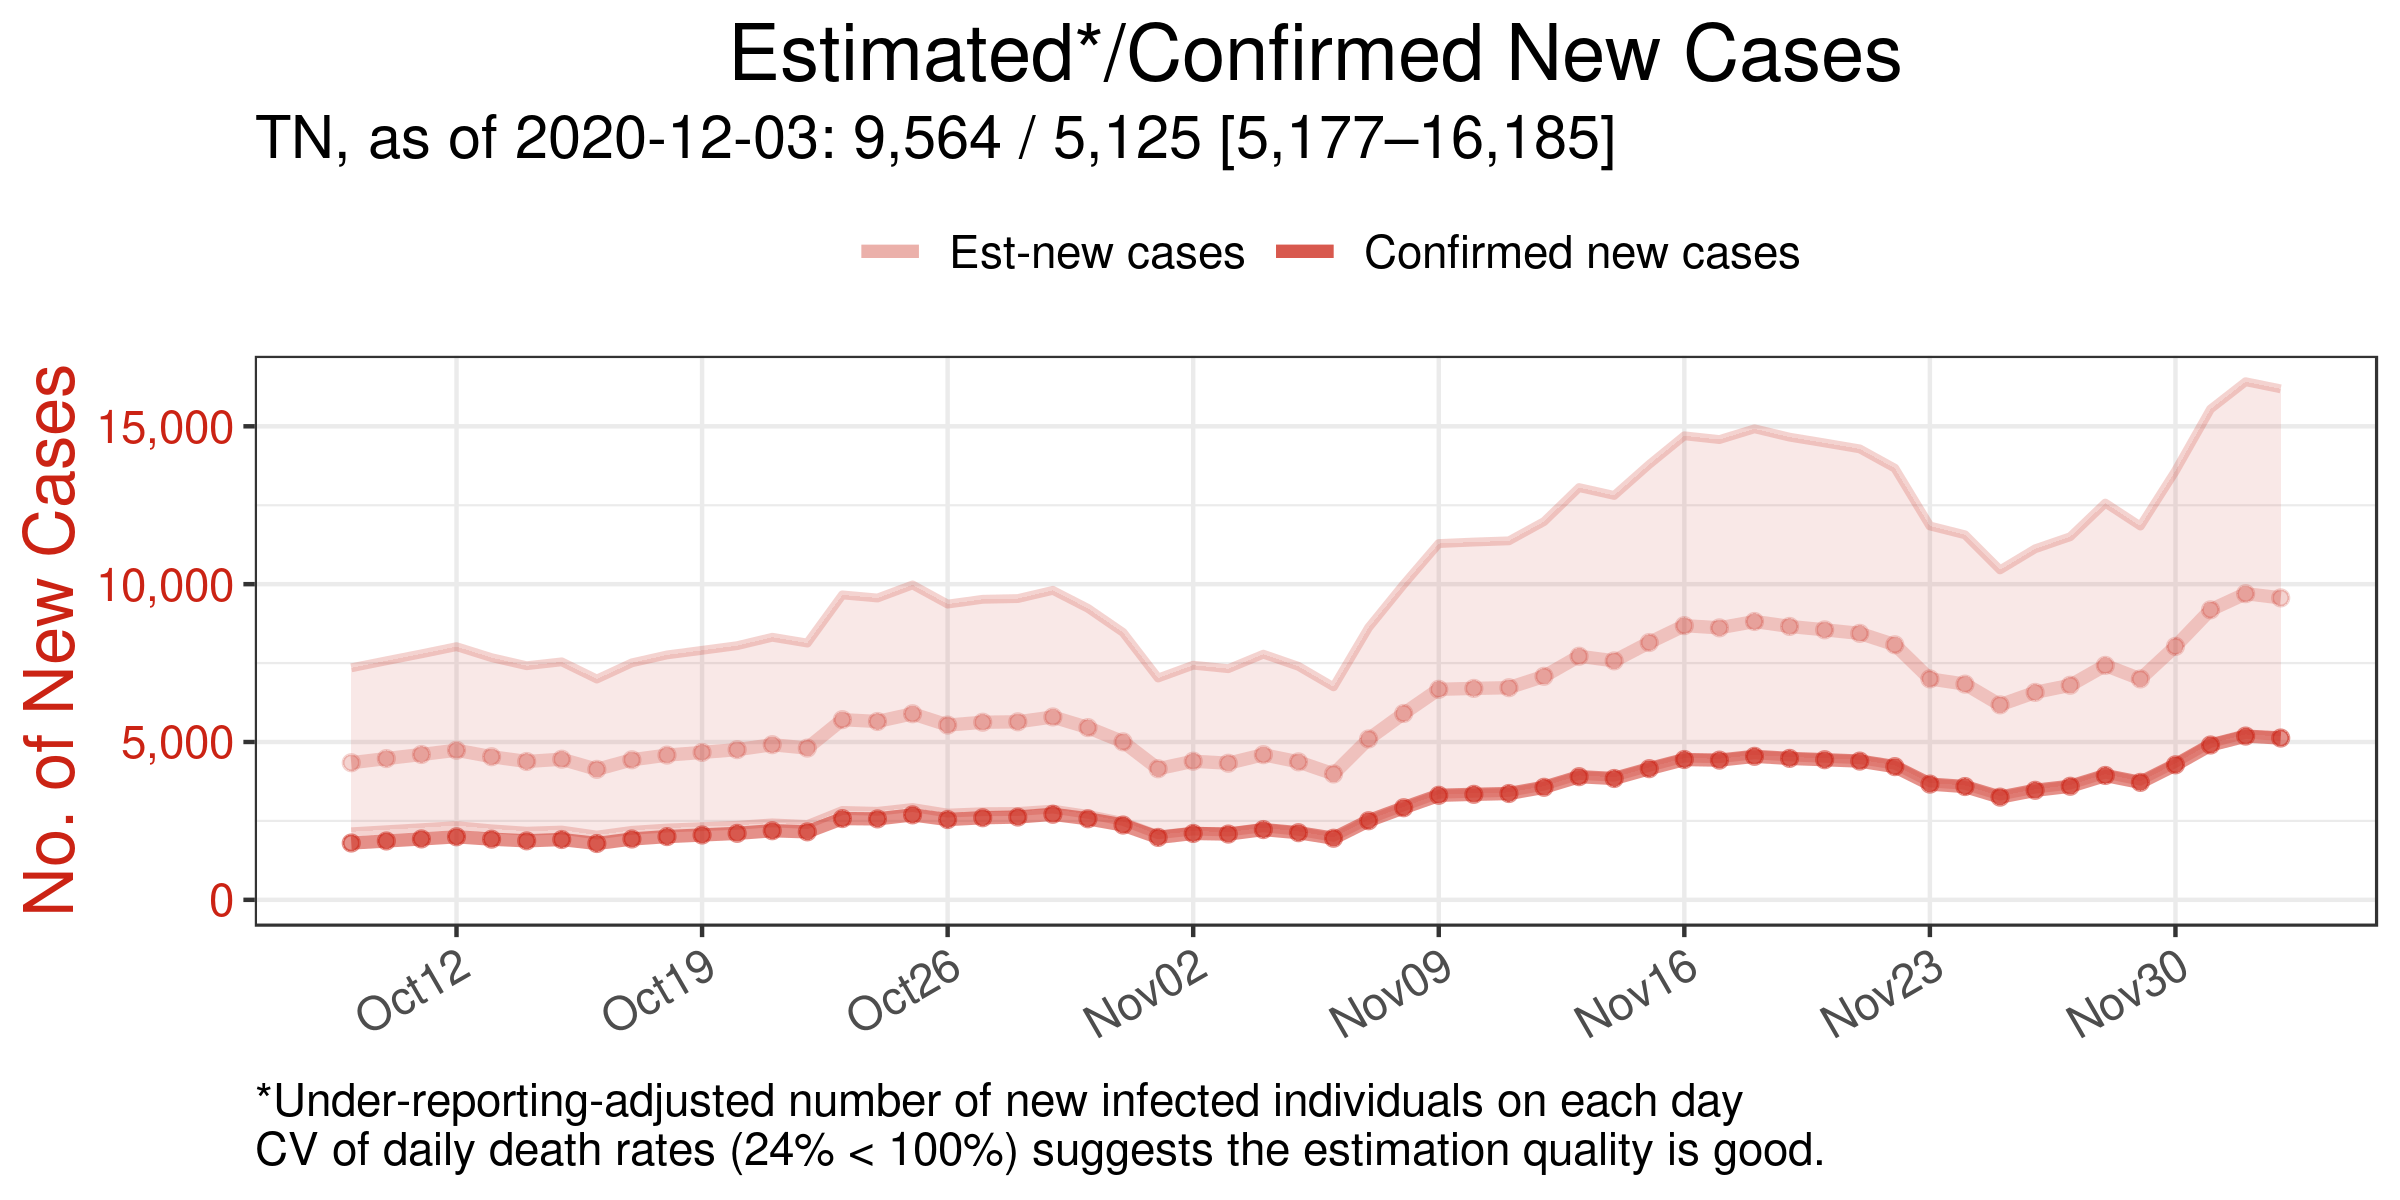 Estimated*/Confirmed New Cases
TN, as of 2020-12-03: 9,564 / 5,125 [5,177–16,185]
Est-new cases
Confirmed new cases
No. of New Cases
15,000
10,000
5,000
0
Oct12
Oct19
Oct26
Nov02
Nov09
Nov16
Nov23
Nov30
*Under-reporting-adjusted number of new infected individuals on each day
CV of daily death rates (24% < 100%) suggests the estimation quality is good.